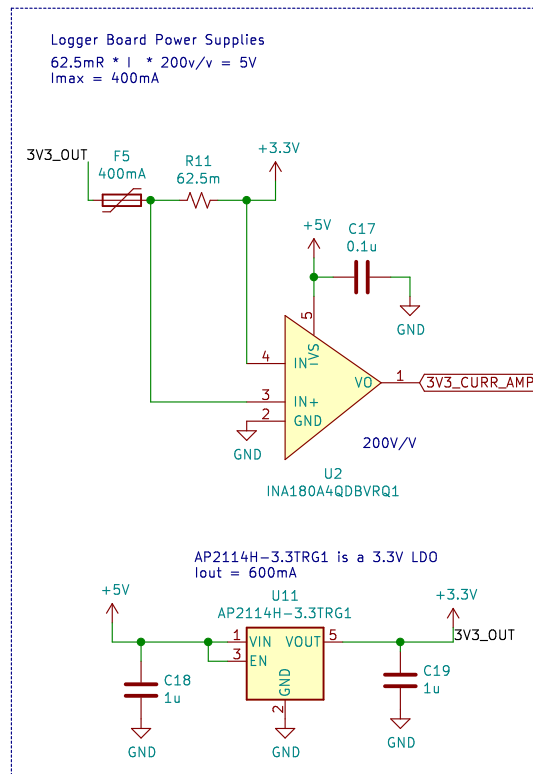 Logger Board Power Supplies
62.5mR * I * 200v/v = 5V
Imax = 400mA
3V3_OUT
F5
400mA
R11
62.5m
+3.3V
+5V
C17
0.1u
GND
5
VS
4
IN-
3
IN+
2
GND
VO
1
3V3_CURR_AMP
GND
200V/V
U2
INA180A4QDBVRQ1
AP2114H-3.3TRG1 is a 3.3V LDO
Iout = 600mA
+5V
U11
AP2114H-3.3TRG1
+3.3V
3V3_OUT
1
VIN
VOUT
5
3
EN
GND
2
C18
1u
C19
1u
GND
GND
GND